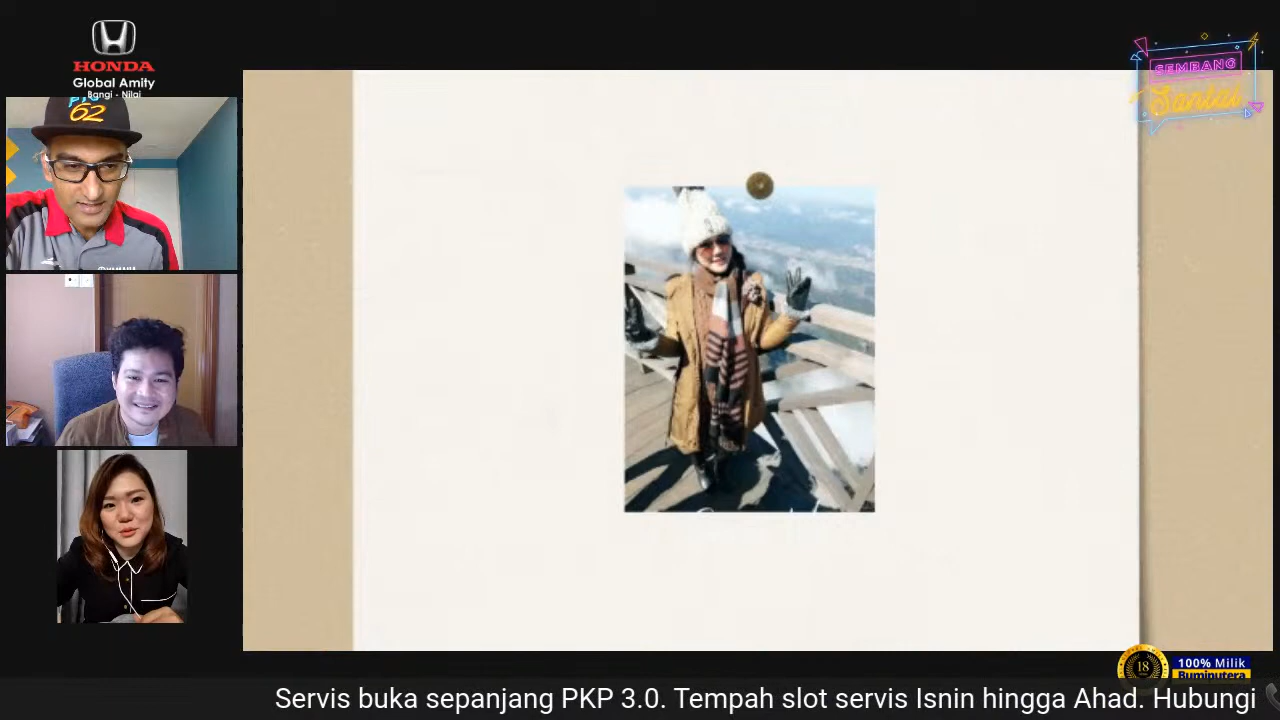 HONDA
Global Amity
Bangi - Nilai
62
SEMBANG
Santai
18
100% Milik
Bumiputera
Servis buka sepanjang PKP 3.0. Tempah slot servis Isnin hingga Ahad. Hubungi